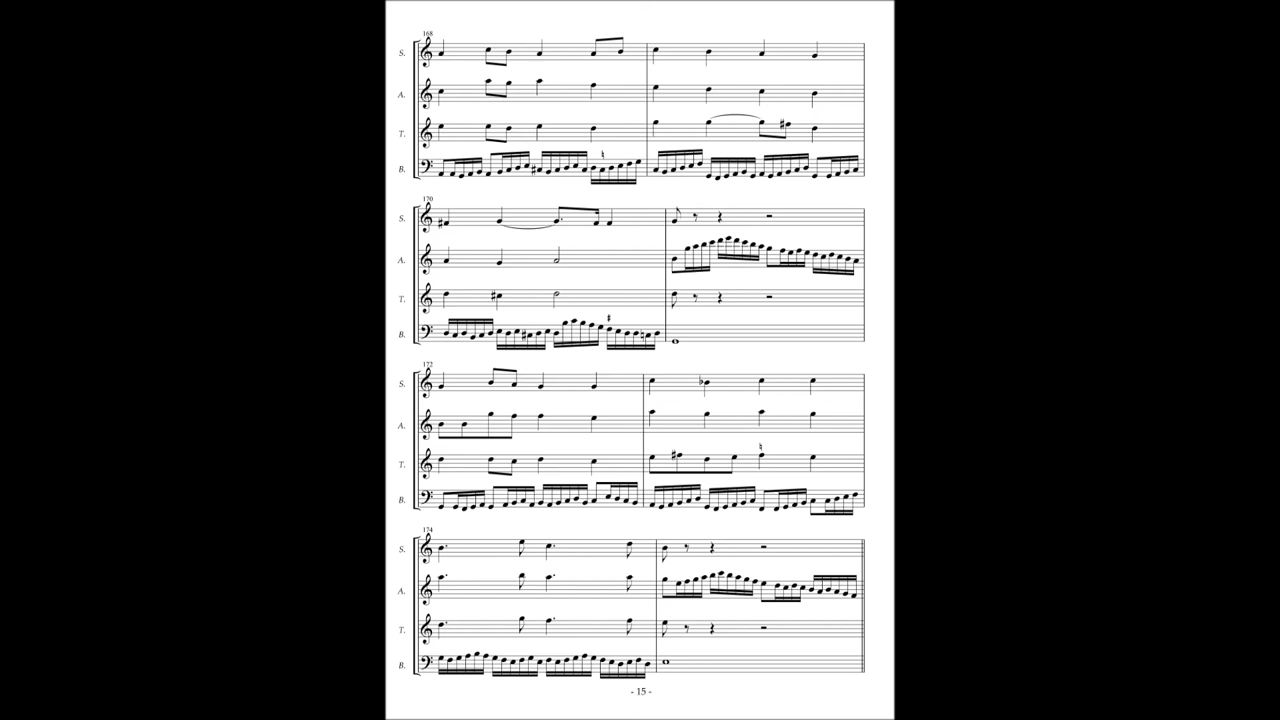 168
S.
A.
T.
B.
170
S.
A.
T.
B.
172
S.
A.
T.
B.
174
S.
A.
T.
B.
- 15 -